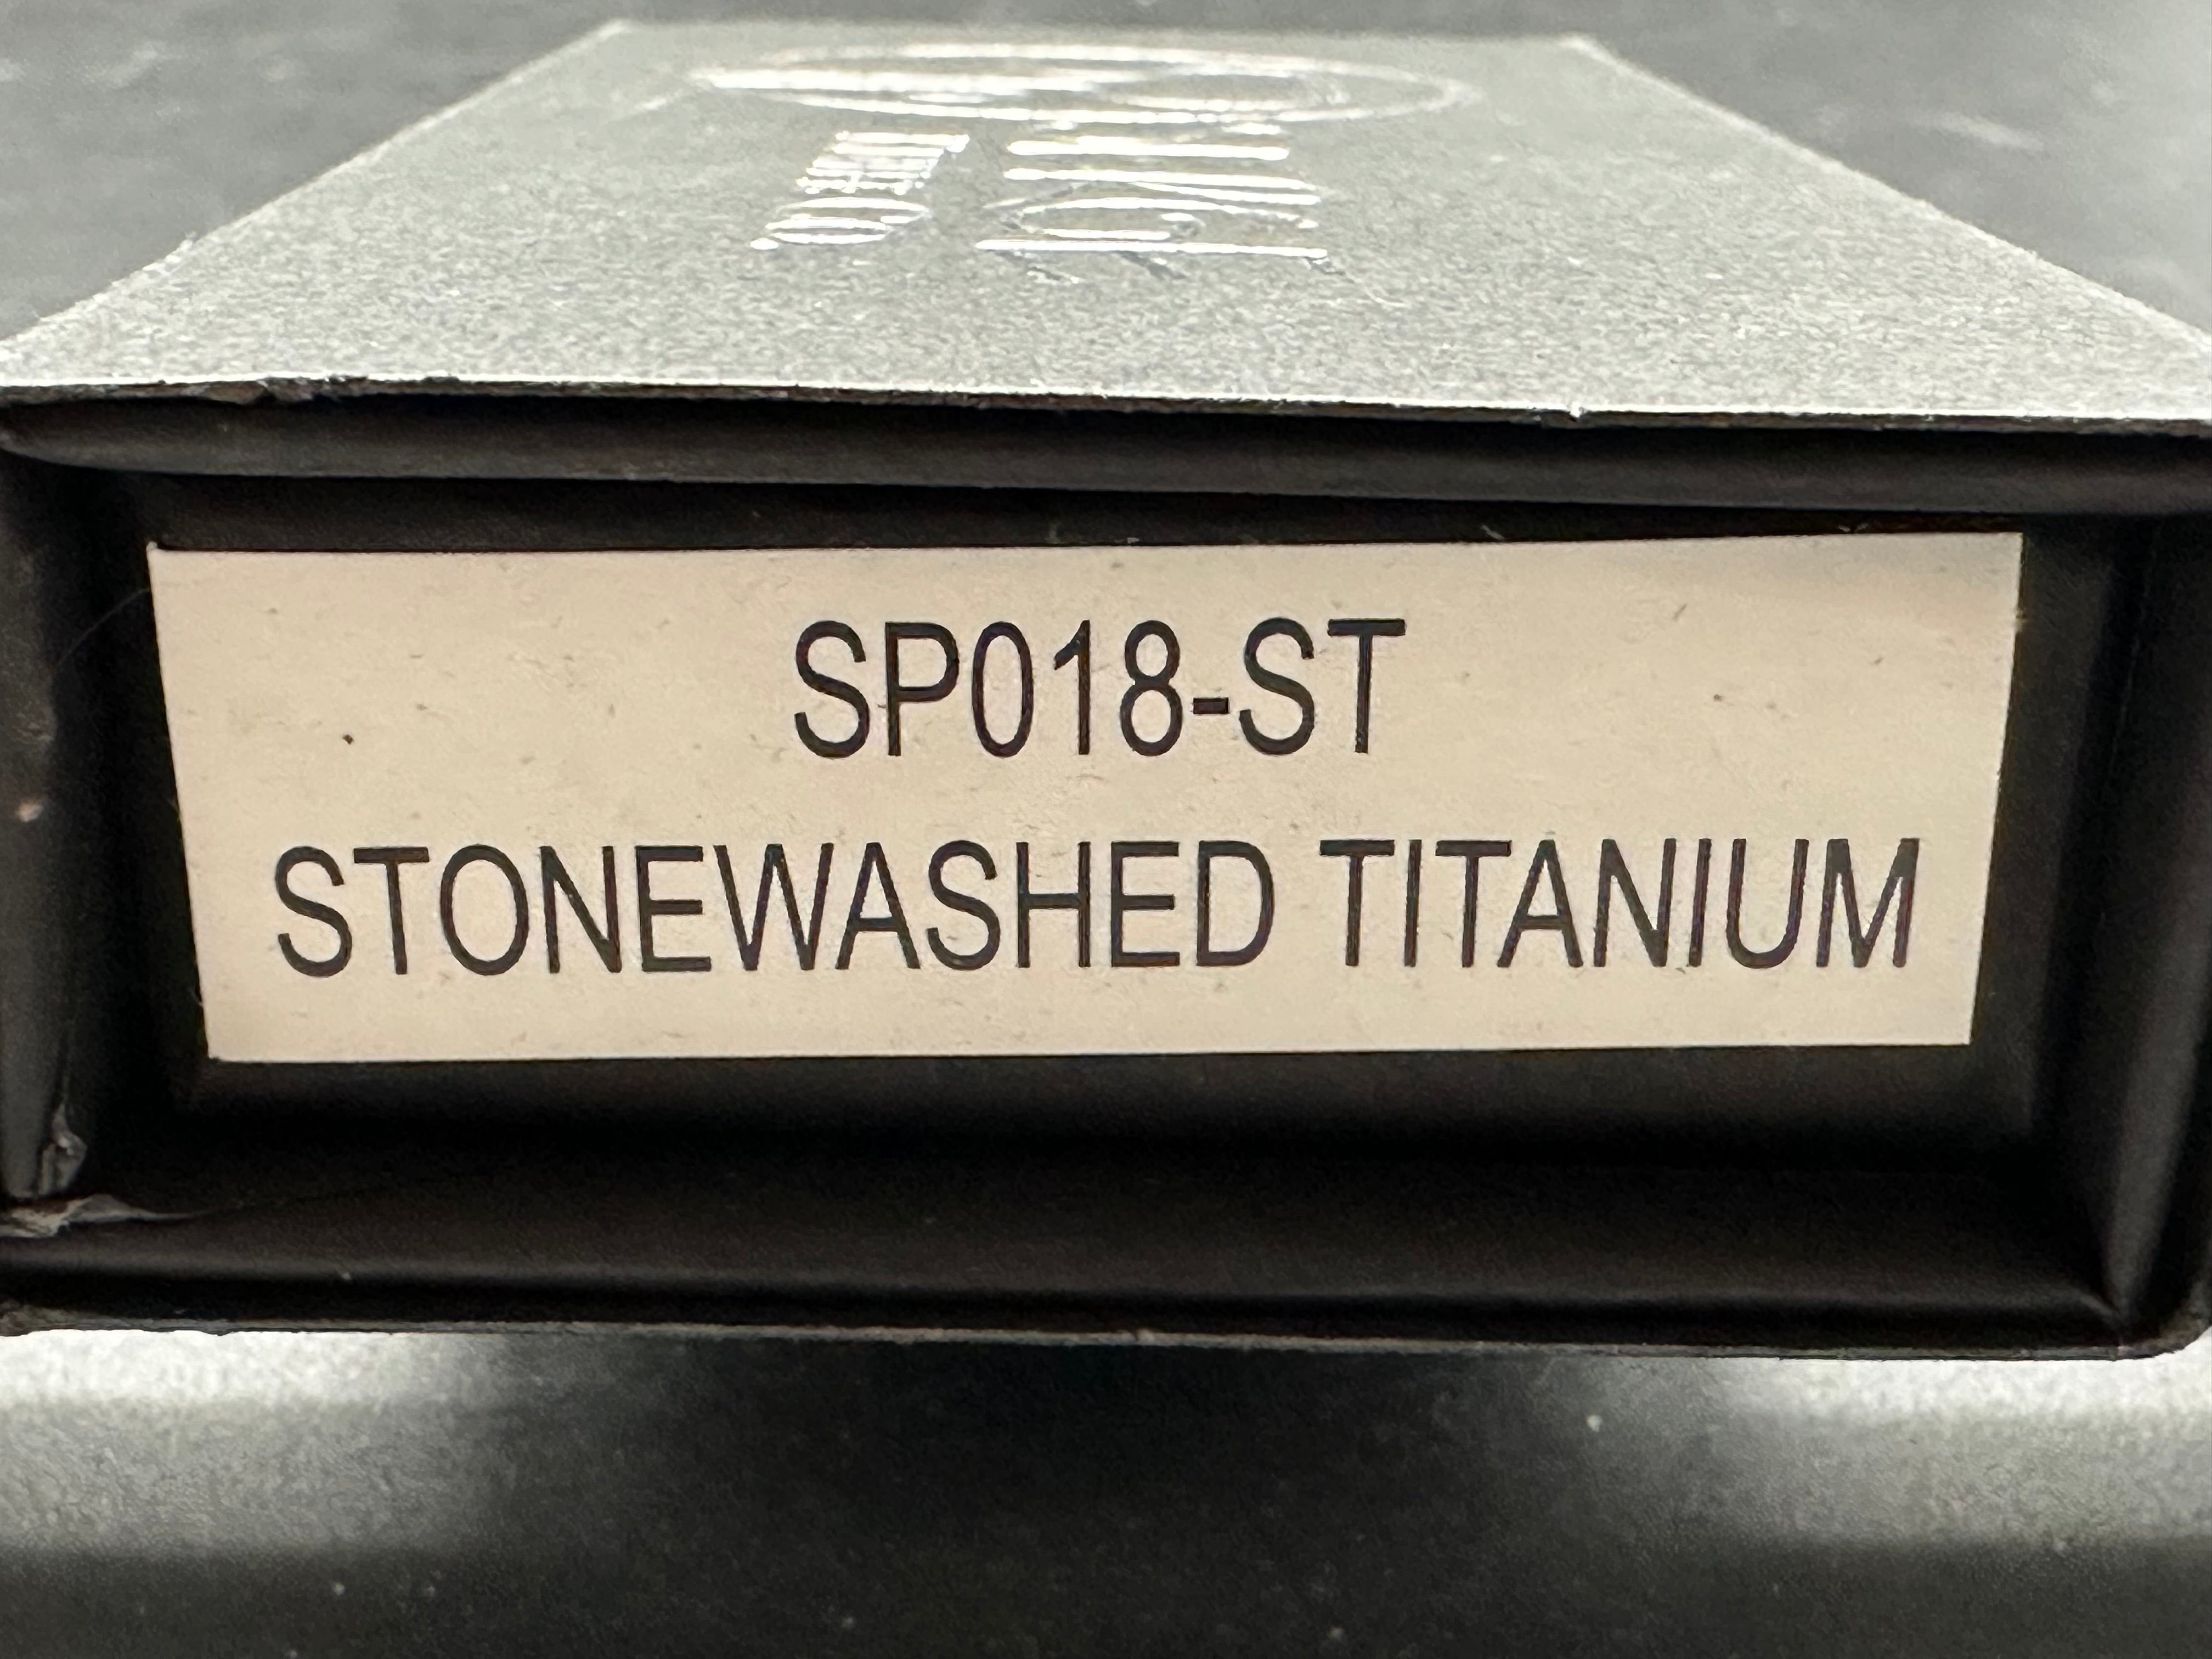 SP018-ST
STONEWASHED TITANIUM